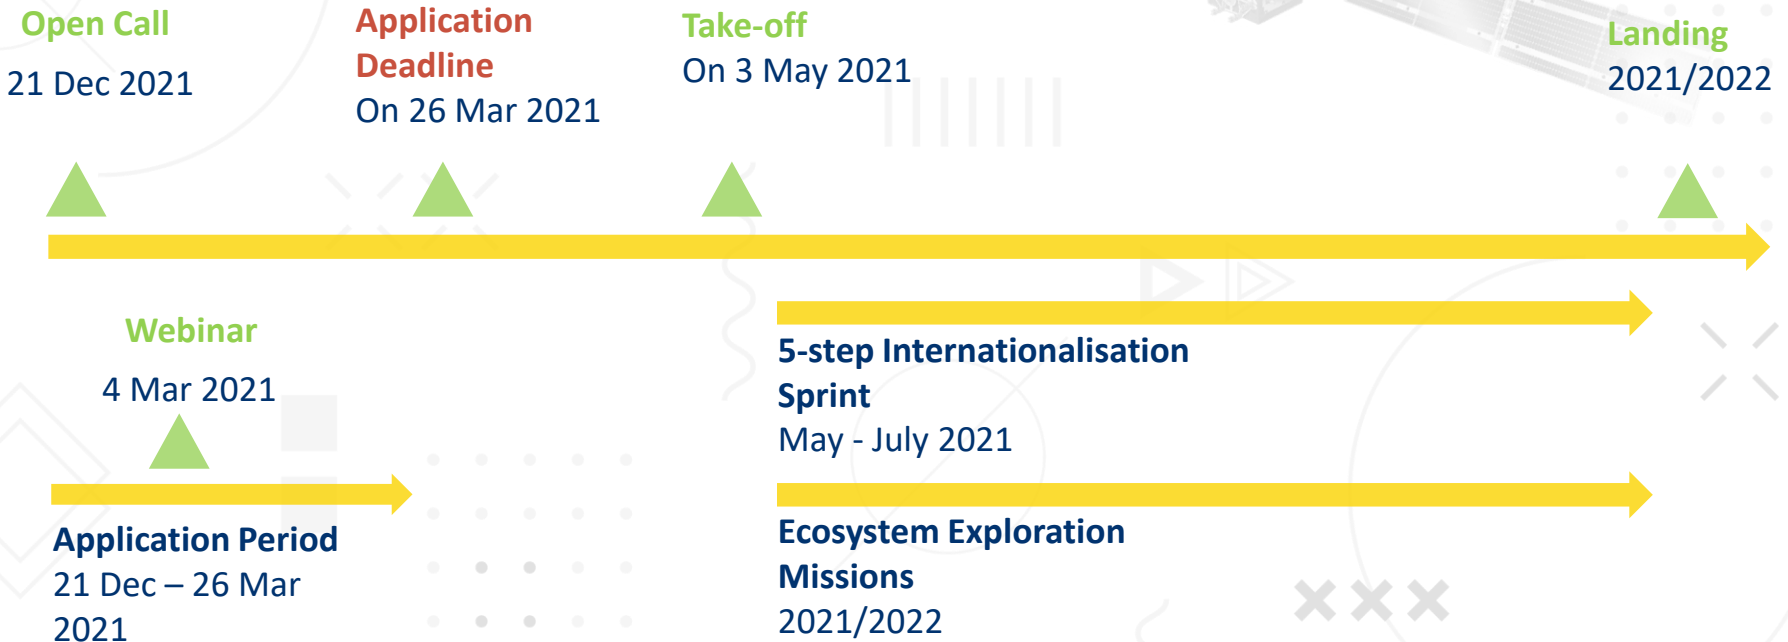 Open Call
21 Dec 2021
Application
Deadline
On 26 Mar 2021
Take-off
On 3 May 2021
Landing
2021/2022
Webinar
4 Mar 2021
Application Period
21 Dec – 26 Mar
2021
5-step Internationalisation
Sprint
May - July 2021
Ecosystem Exploration
Missions
2021/2022